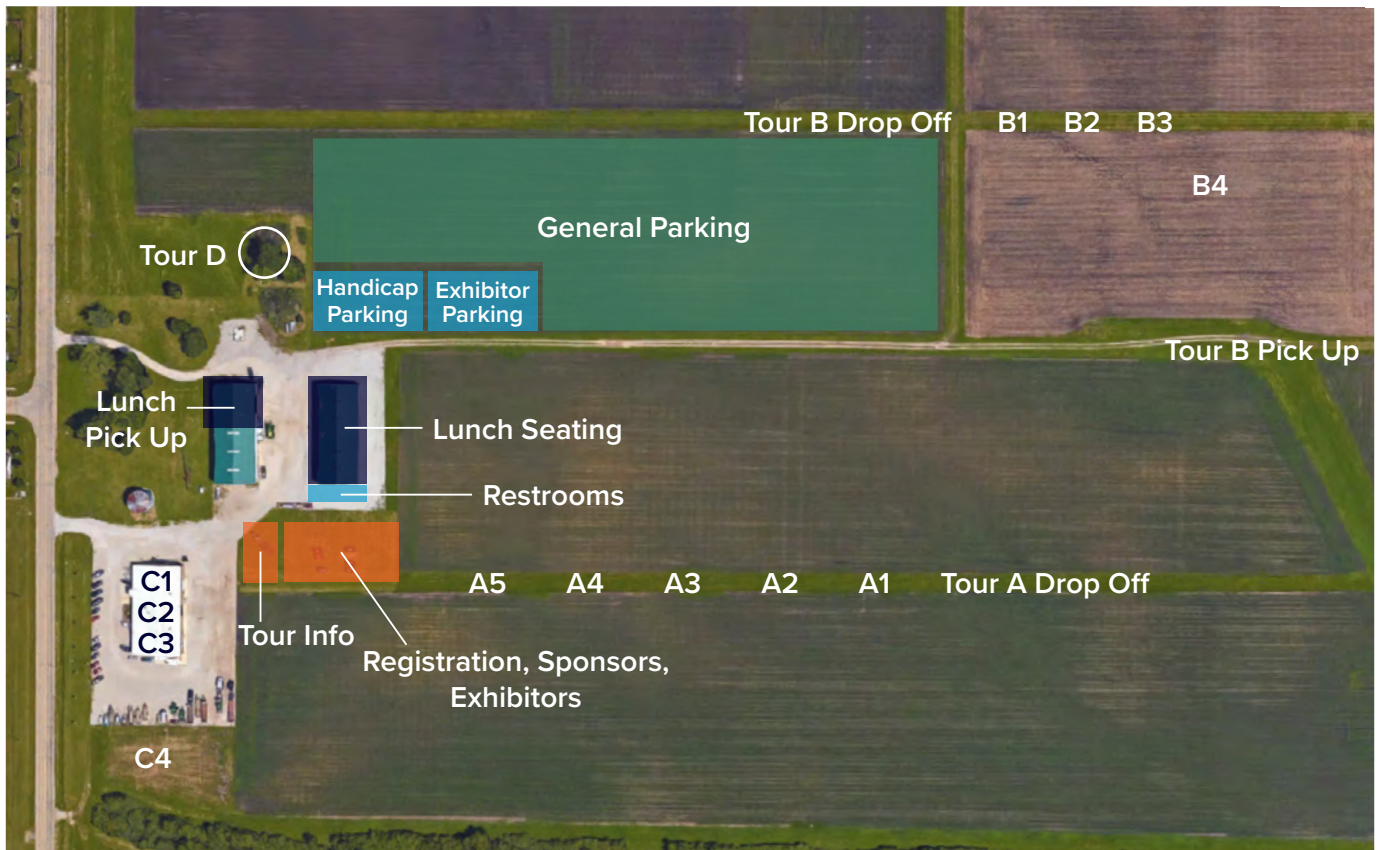 Tour B Drop Off B1 B2 B3
B4
General Parking
Tour D
Handicap
Parking
Exhibitor
Parking
Tour B Pick Up
Lunch
Pick Up
Lunch Seating
Restrooms
C1
C2
C3
A5 A4 A3 A2 A1 Tour A Drop Off
Tour Info
Registration, Sponsors,
Exhibitors
C4